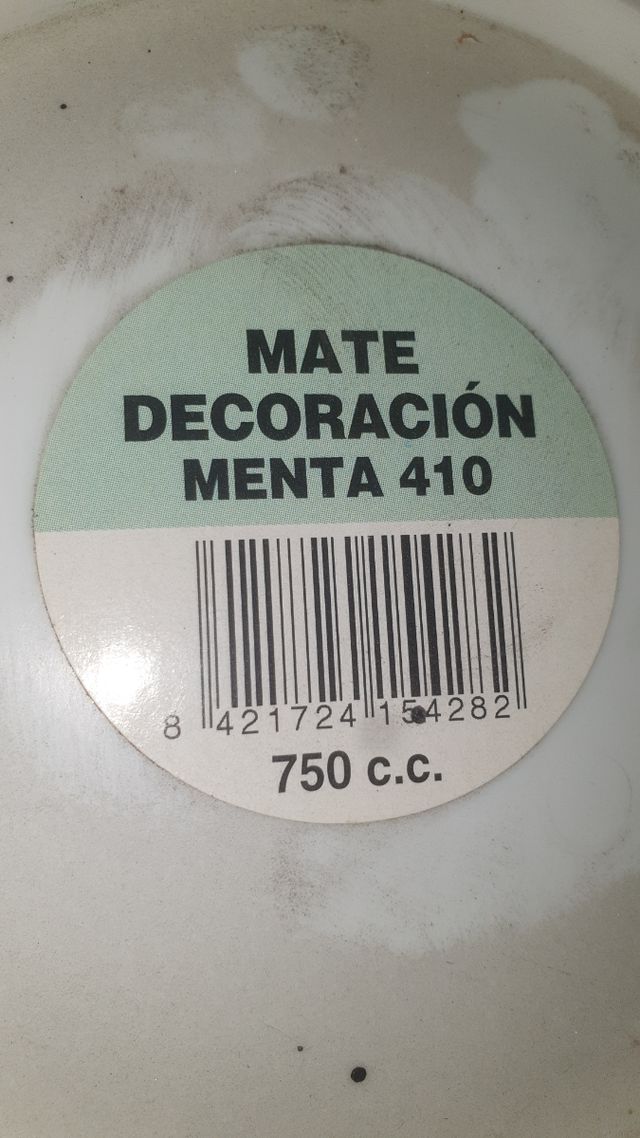 MATE
DECORACIÓN
MENTA 410
8 421724 154282
750 c.c.